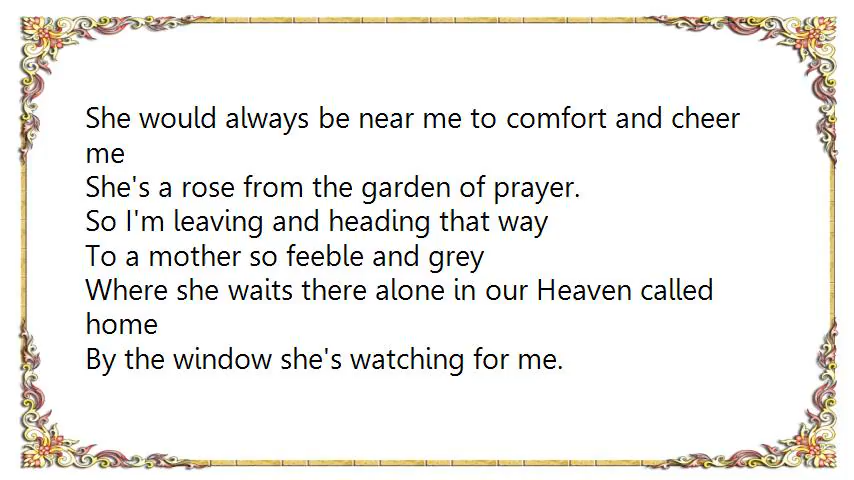 She would always be near me to comfort and cheer
me
She's a rose from the garden of prayer.
So I'm leaving and heading that way
To a mother so feeble and grey
Where she waits there alone in our Heaven called
home
By the window she's watching for me.